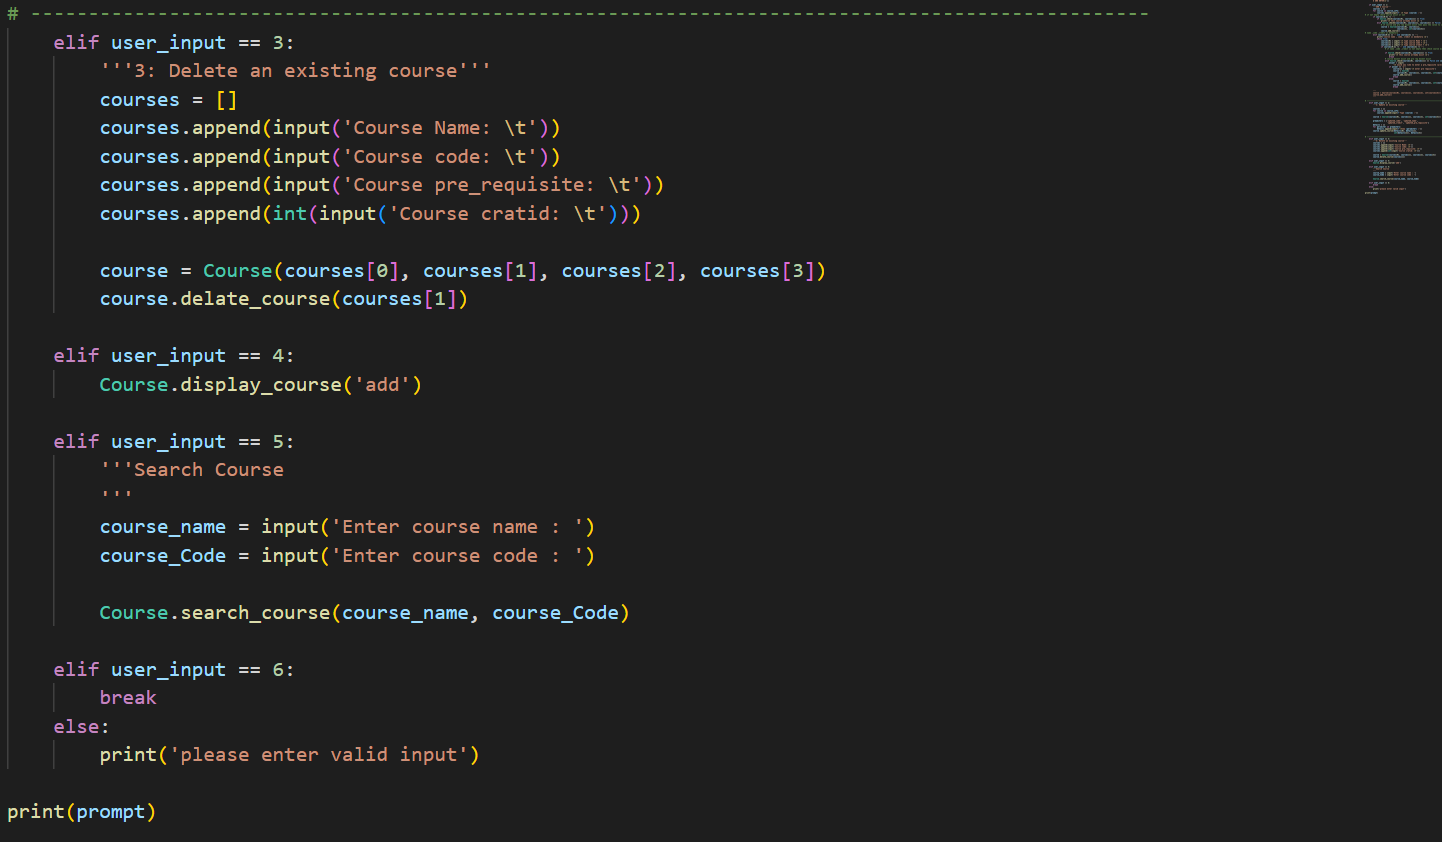 # ----------------------------------------------------------------------------------
elif user_input == 3:
'''3: Delete an existing course'''
courses = []
courses.append(input('Course Name: \t'))
courses.append(input('Course code: \t'))
courses.append(input('Course pre_requisite: \t'))
courses.append(int(input('Course cratid: \t')))
course = Course(courses[0], courses[1], courses[2], courses[3])
course.delate_course(courses[1])
elif user_input == 4:
Course.display_course('add')
elif user_input == 5:
'''Search Course
'''
course_name = input('Enter course name : ')
course_Code = input('Enter course code : ')
Course.search_course(course_name, course_Code)
elif user_input == 6:
break
else:
print('please enter valid input')
print(prompt)